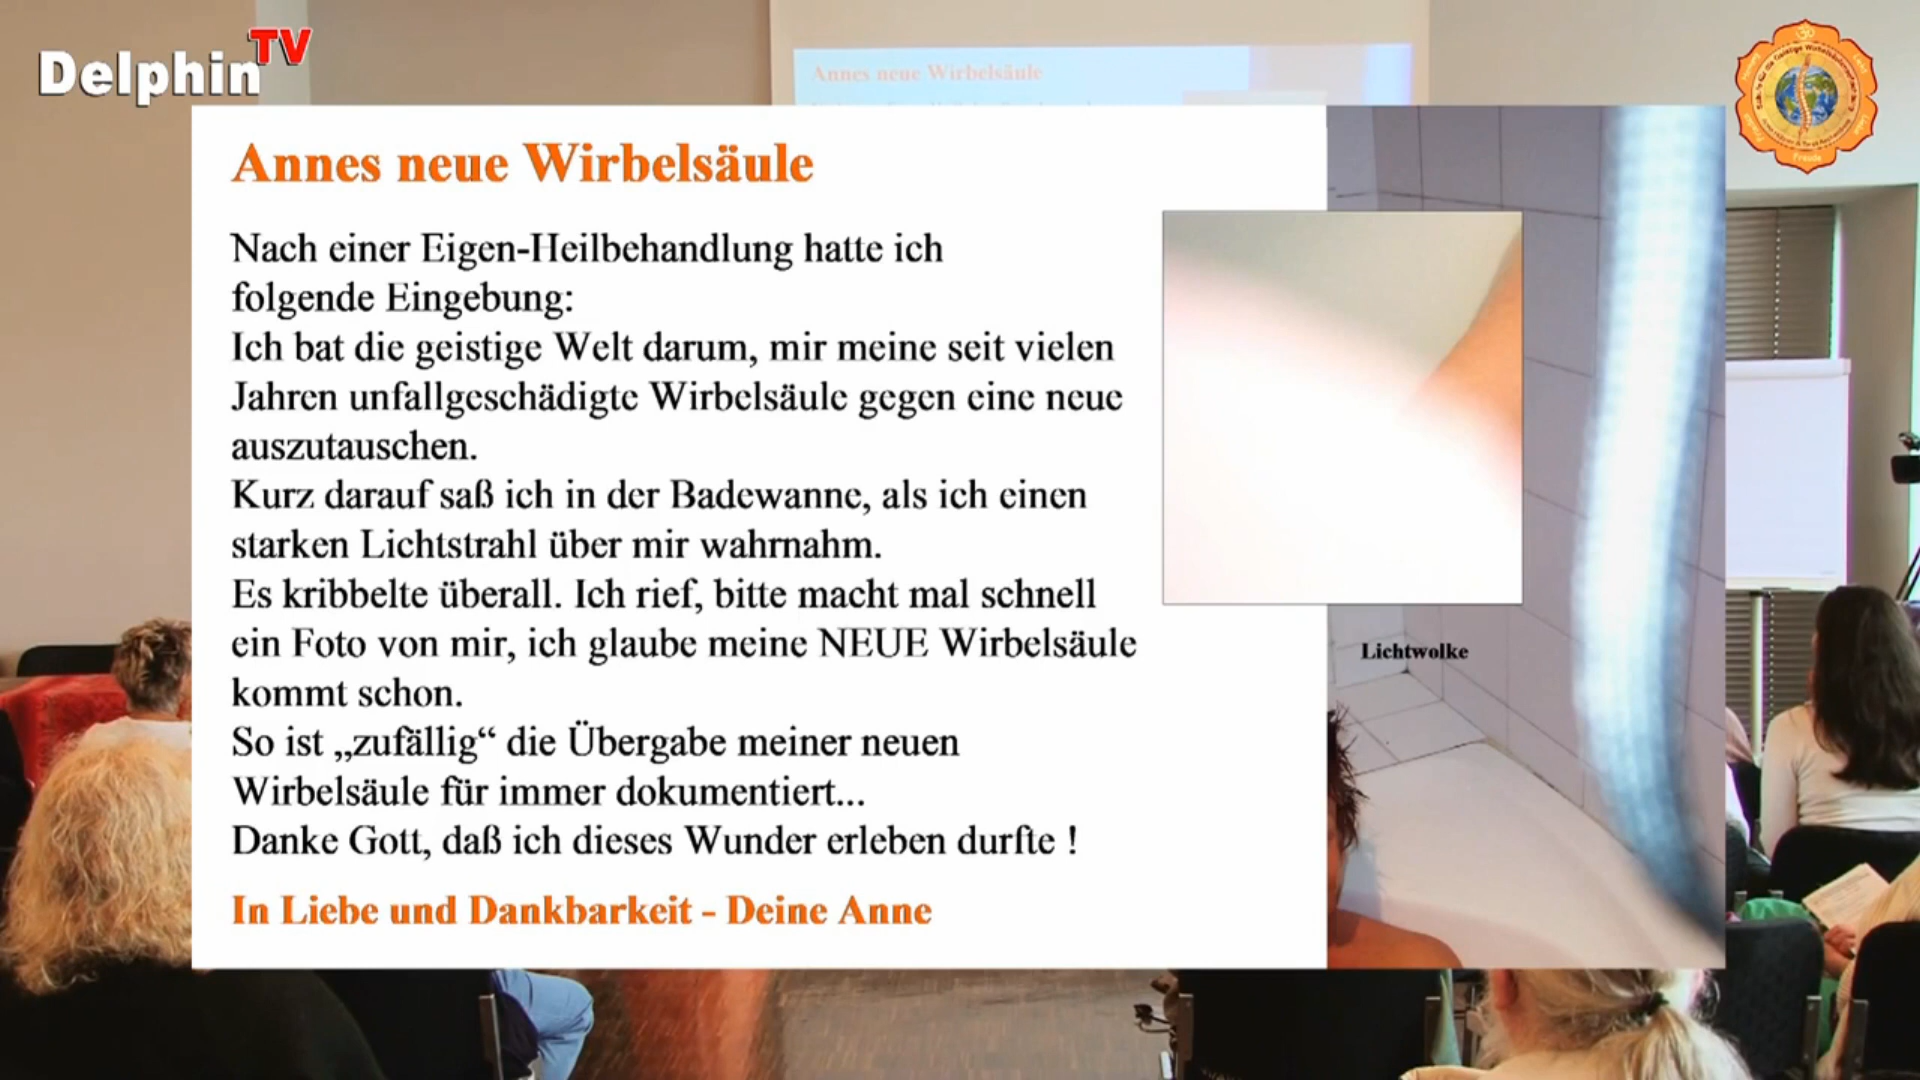 Delphin TV
Annes neue Wirbelsäule
Annes neue Wirbelsäule
Nach einer Eigen-Heilbehandlung hatte ich
folgende Eingebung:
Ich bat die geistige Welt darum, mir meine seit vielen
Jahren unfallgeschädigte Wirbelsäule gegen eine neue
auszutauschen.
Kurz darauf saß ich in der Badewanne, als ich einen
starken Lichtstrahl über mir wahrnahm.
Es kribbelte überall. Ich rief, bitte macht mal schnell
ein Foto von mir, ich glaube meine NEUE Wirbelsäule
kommt schon.
So ist „zufällig“ die Übergabe meiner neuen
Wirbelsäule für immer dokumentiert...
Danke Gott, daß ich dieses Wunder erleben durfte !
In Liebe und Dankbarkeit - Deine Anne
Lichtwolke
Freude